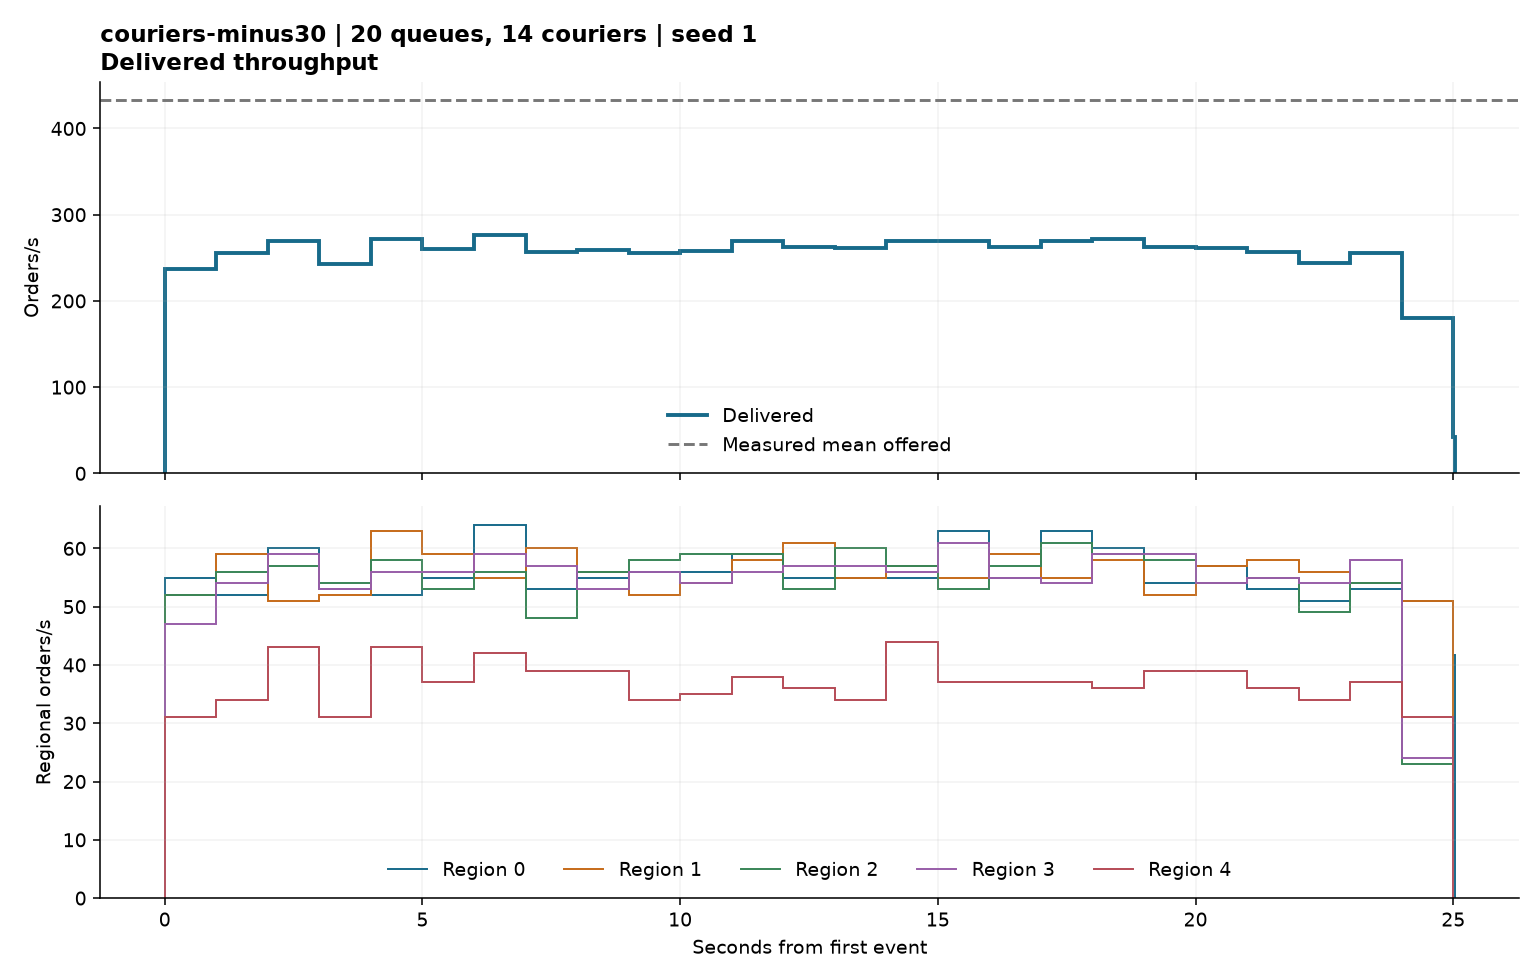 couriers-minus30 | 20 queues, 14 couriers | seed 1
Delivered throughput
Orders/s
400
300
200
100
0
Delivered
Measured mean offered
Regional orders/s
60
50
40
30
20
10
0
Region 0 Region 1 Region 2 Region 3 Region 4
0 5 10 15 20 25
Seconds from first event